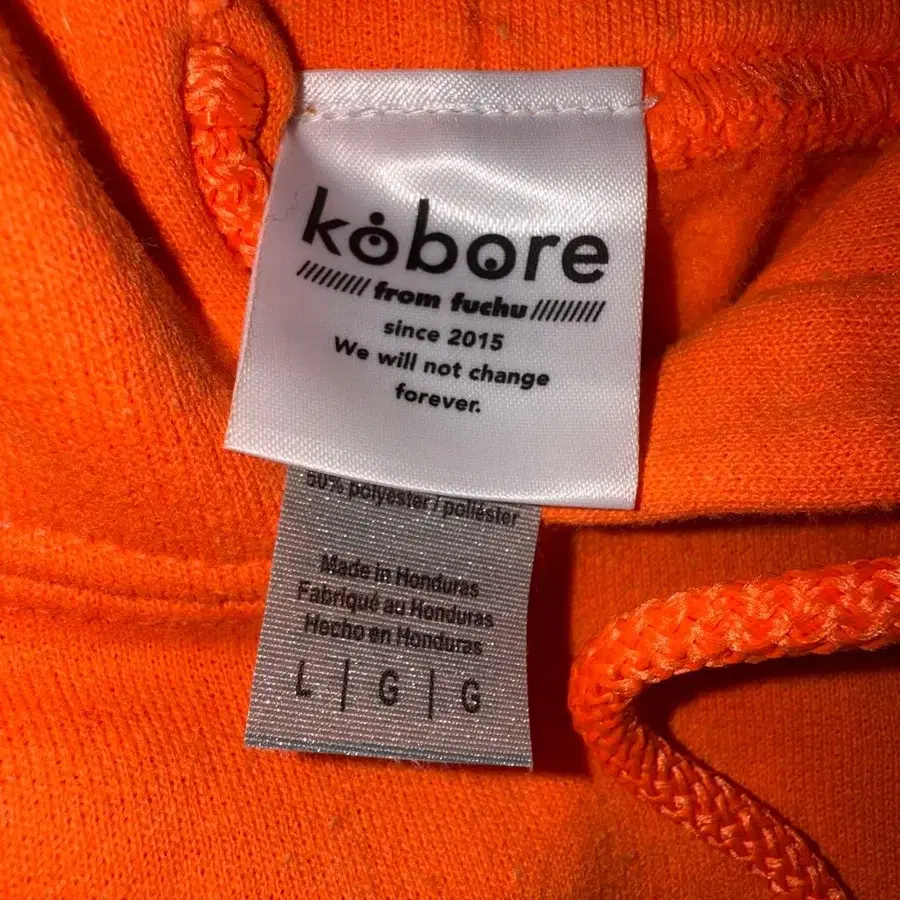 kobore
from fuchu
since 2015
We will not change
forever.
50% polyester / poliéster
Made in Honduras
Fabriqué au Honduras
Hecho en Honduras
L | G | G